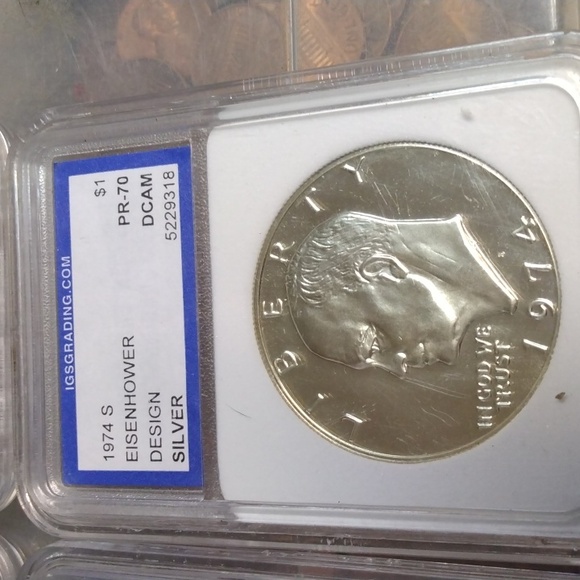 IGSGRADING.COM
1974 S $1
EISENHOWER PR-70
DESIGN DCAM
SILVER 5229318
LIBERTY
IN GOD WE
TRUST
1974